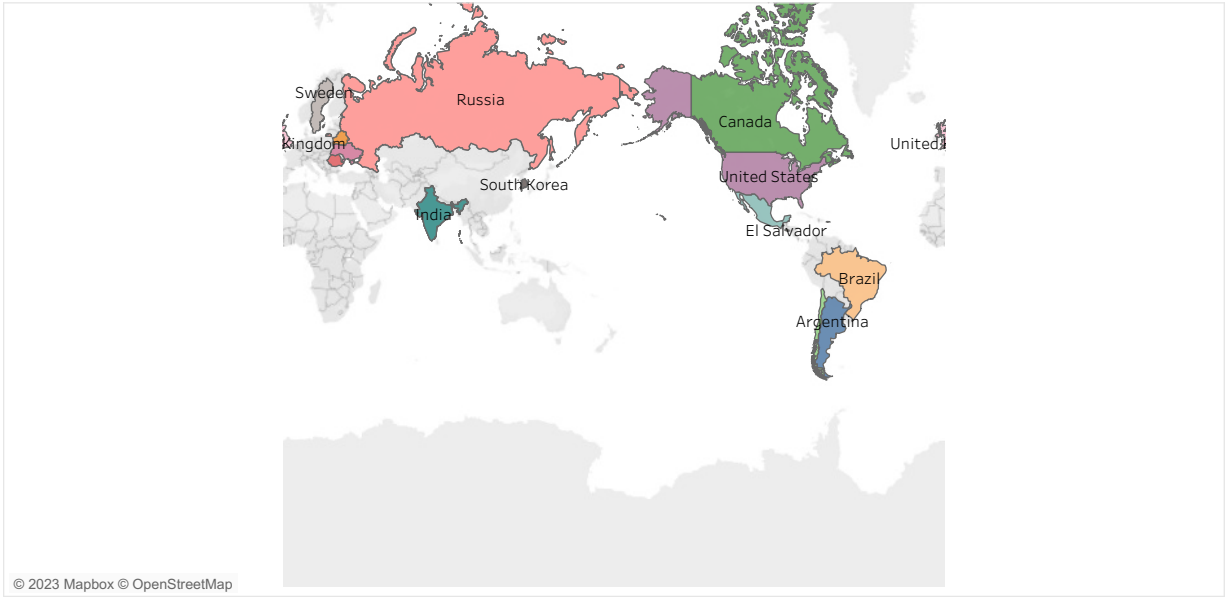 Sweden
Russia
Canada
Kingdom
United K
United States
South Korea
India
El Salvador
Brazil
Argentina
© 2023 Mapbox © OpenStreetMap